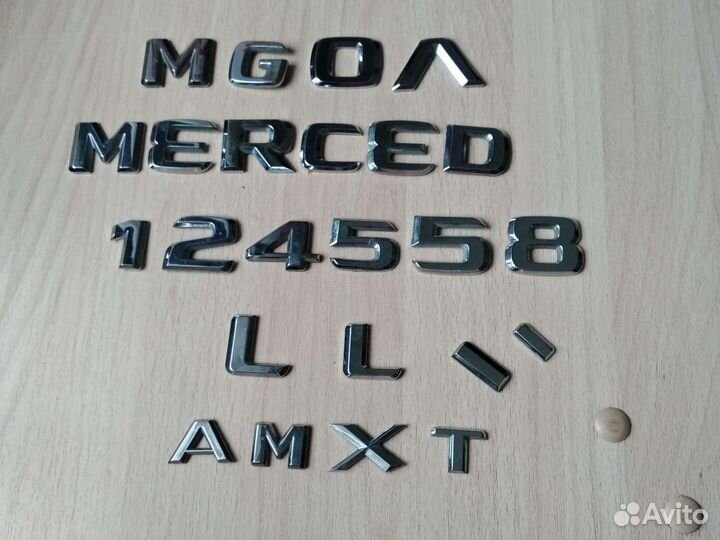 MGOΛ
MERCED
124558
LL
AMXT
Avito